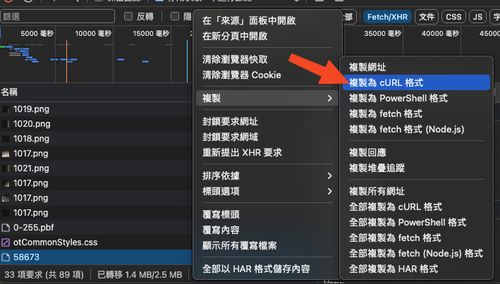 篩選
反轉
部
Fetch/XHR
文件
CSS
JS
5000 毫秒
10000 毫秒
35000 毫秒
40000 毫秒
45000 毫秒
名稱
1019.png
1020.png
1018.png
1017.png
1021.png
1017.png
1017.png
1017.png
0-255.pbf
otCommonStyles.css
58673
33 項要求 (共 89 項)
已轉移 1.4 MB/2.5 MB
在「來源」面板中開啟
在新分頁中開啟
清除瀏覽器快取
清除瀏覽器 Cookie
複製
封鎖要求網址
封鎖要求網域
重新提出 XHR 要求
排序依據
標頭選項
覆寫標頭
覆寫內容
顯示所有覆寫檔案
全部以 HAR 格式儲存內容
複製網址
複製為 cURL 格式
複製為 PowerShell 格式
複製為 fetch 格式
複製為 fetch 格式 (Node.js)
複製回應
複製堆疊追蹤
複製所有網址
全部複製為 cURL 格式
全部複製為 PowerShell 格式
全部複製為 fetch 格式
全部複製為 fetch 格式 (Node.js)
全部複製為 HAR 格式